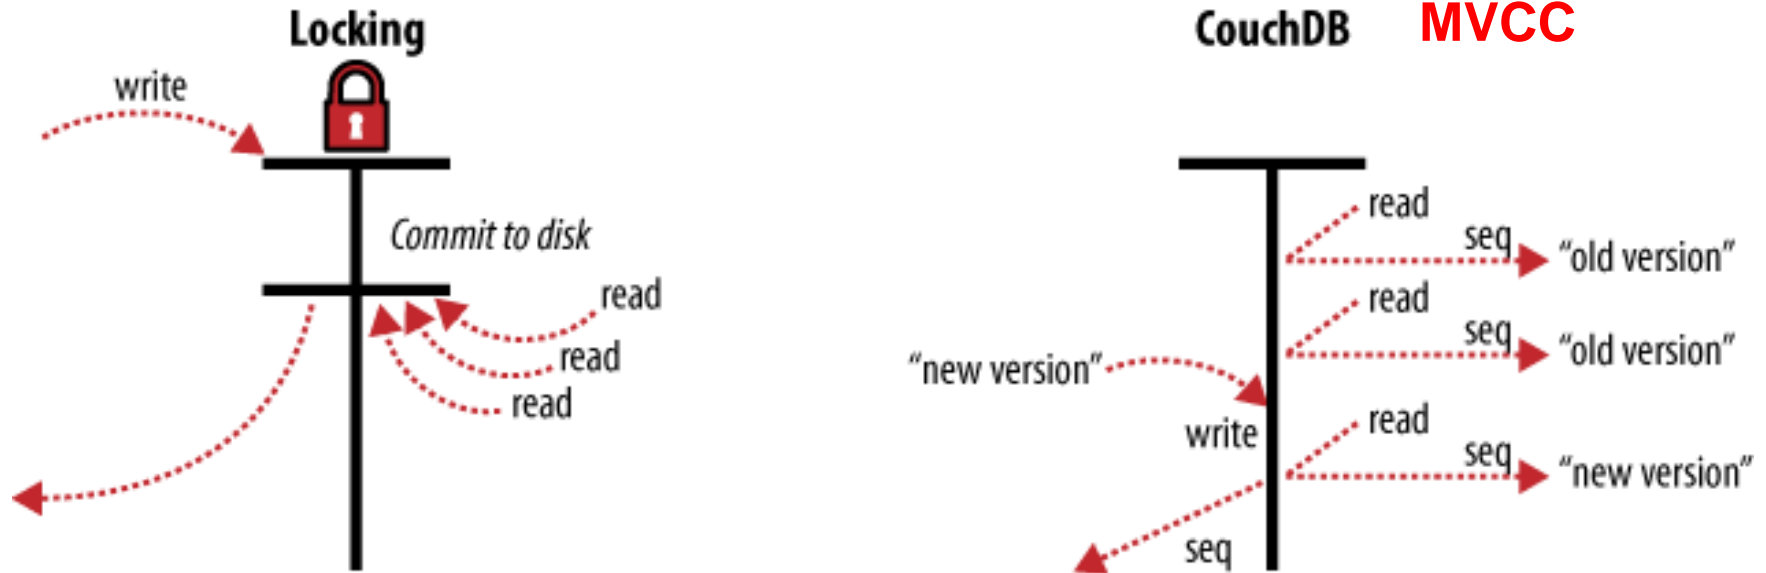 Locking
write
Commit to disk
read
read
read
CouchDB MVCC
read
seq "old version"
read
seq "old version"
"new version"
write
read
seq "new version"
seq